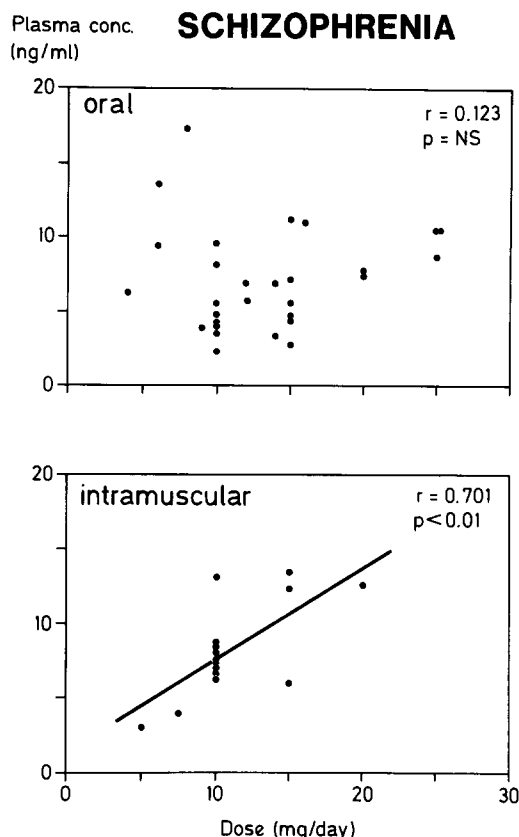 Plasma conc. SCHIZOPHRENIA
(ng/ml)
20
oral
r = 0.123
p = NS
10
0
20
intramuscular
r = 0.701
p<0.01
10
0
0 10 20 30
Dose (mg/day)